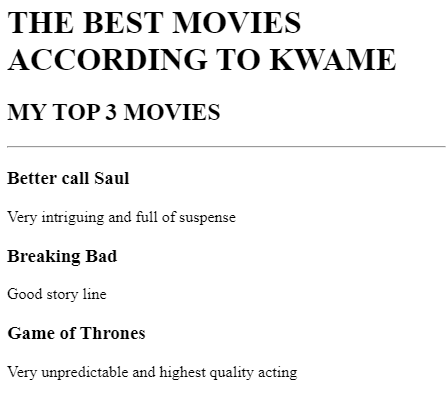 THE BEST MOVIES
ACCORDING TO KWAME
MY TOP 3 MOVIES
Better call Saul
Very intriguing and full of suspense
Breaking Bad
Good story line
Game of Thrones
Very unpredictable and highest quality acting